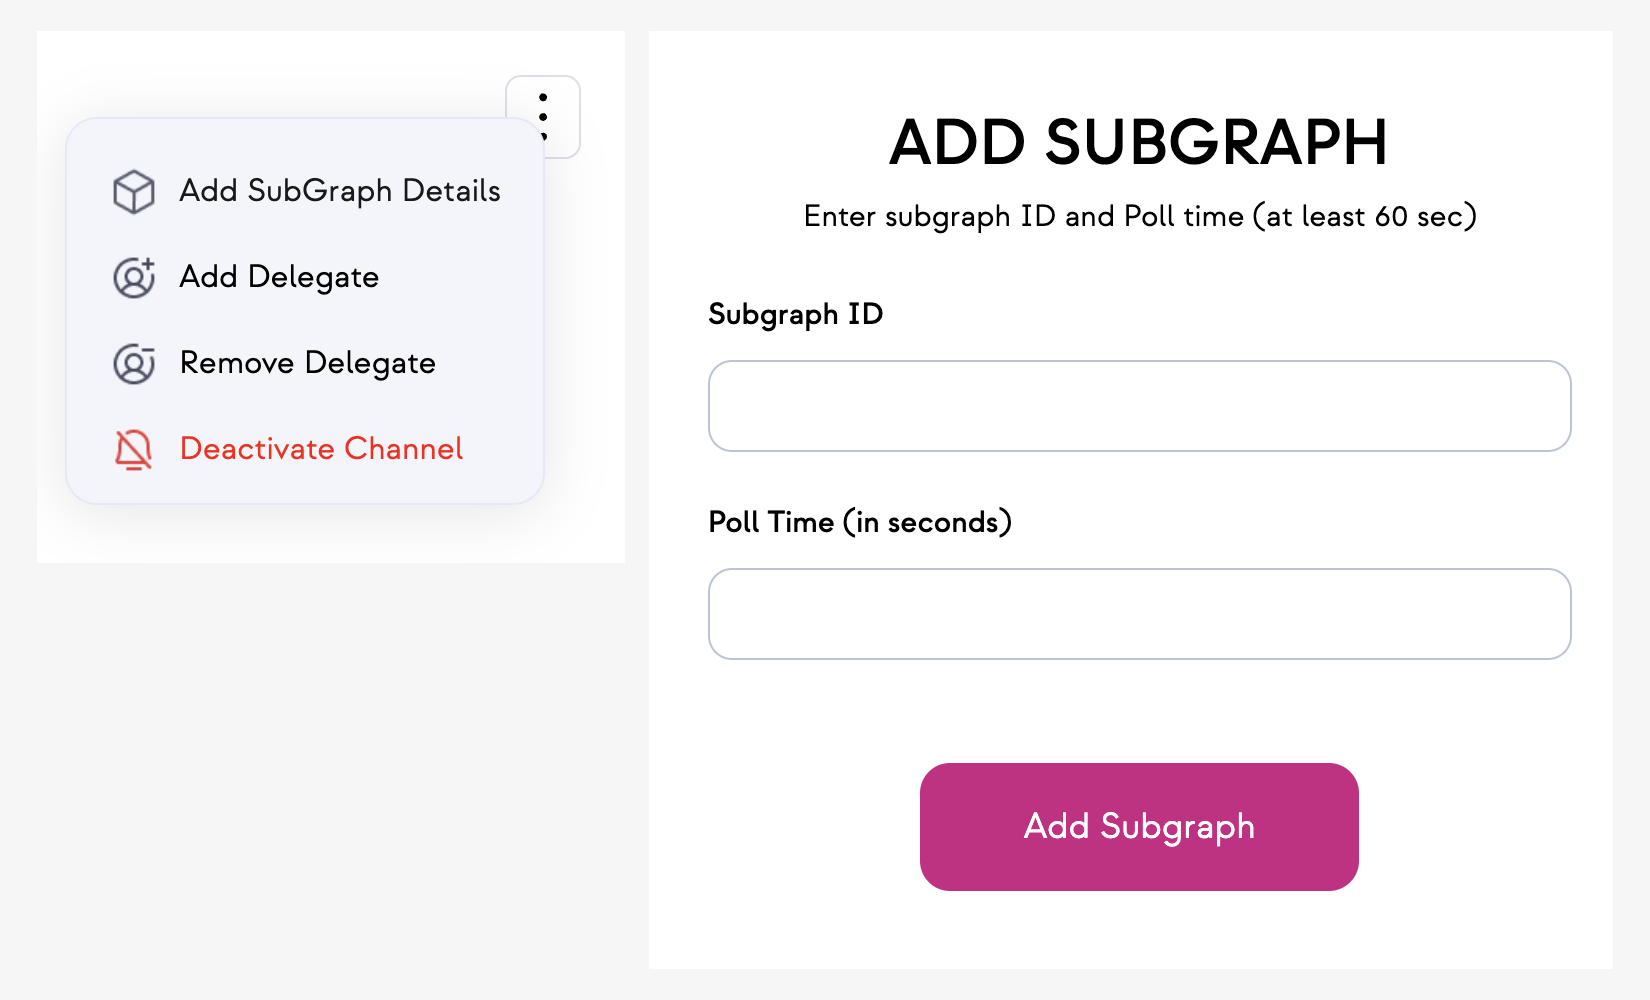 Add SubGraph Details
Add Delegate
Remove Delegate
Deactivate Channel
ADD SUBGRAPH
Enter subgraph ID and Poll time (at least 60 sec)
Subgraph ID
Poll Time (in seconds)
Add Subgraph